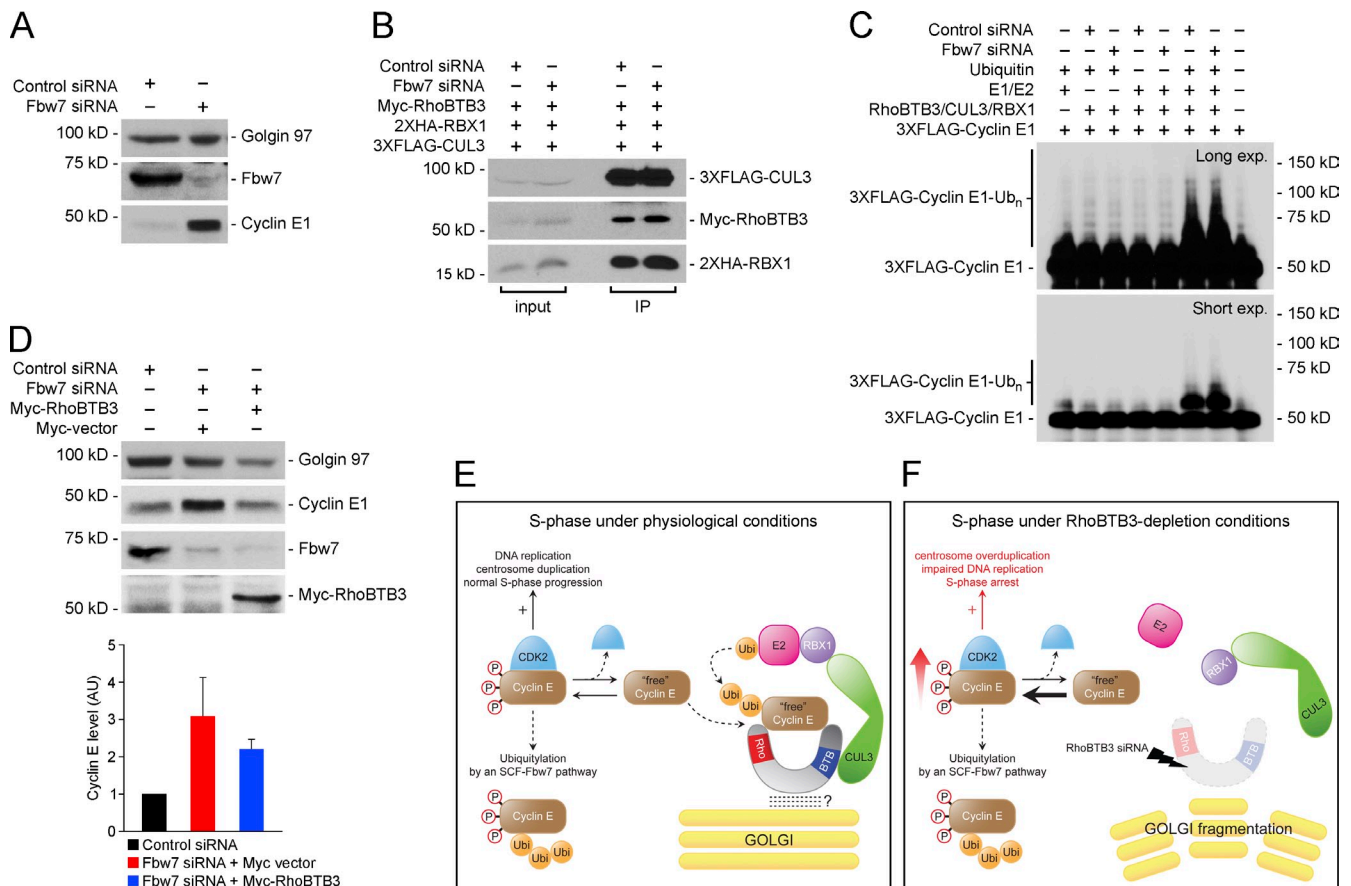 A
Control siRNA + –
Fbw7 siRNA – +
100 kD - - Golgin 97
75 kD - - Fbw7
50 kD - - Cyclin E1
B
Control siRNA + – + –
Fbw7 siRNA – + – +
Myc-RhoBTB3 + + + +
2XHA-RBX1 + + + +
3XFLAG-CUL3 + + + +
100 kD - - 3XFLAG-CUL3
50 kD - - Myc-RhoBTB3
15 kD - - 2XHA-RBX1
input IP
C
Control siRNA – + – + – + – –
Fbw7 siRNA – – + – + – + –
Ubiquitin + + + – – + + –
E1/E2 + – – + + + + –
RhoBTB3/CUL3/RBX1 – + + + + + + –
3XFLAG-Cyclin E1 + + + + + + + +
Long exp.
3XFLAG-Cyclin E1-Ubn
3XFLAG-Cyclin E1 -
- 150 kD
- 100 kD
- 75 kD
- 50 kD
Short exp.
3XFLAG-Cyclin E1-Ubn
3XFLAG-Cyclin E1 -
- 150 kD
- 100 kD
- 75 kD
- 50 kD
D
Control siRNA + – –
Fbw7 siRNA – + +
Myc-RhoBTB3 – – +
Myc-vector – + –
100 kD - - Golgin 97
50 kD - - Cyclin E1
75 kD - - Fbw7
50 kD - - Myc-RhoBTB3
Cyclin E level (AU)
5
4
3
2
1
0
Control siRNA
Fbw7 siRNA + Myc vector
Fbw7 siRNA + Myc-RhoBTB3
E
S-phase under physiological conditions
DNA replication
centrosome duplication
normal S-phase progression
+
CDK2
P
P
P
Cyclin E
"free"
Cyclin E
Ubiquitylation
by an SCF-Fbw7 pathway
P
P
P
Cyclin E
Ubi
Ubi
Ubi
Ubi
E2
RBX1
Ubi
Ubi
"free"
Cyclin E
Rho
BTB
CUL3
?
GOLGI
F
S-phase under RhoBTB3-depletion conditions
centrosome overduplication
impaired DNA replication
S-phase arrest
+
CDK2
P
P
P
Cyclin E
"free"
Cyclin E
Ubiquitylation
by an SCF-Fbw7 pathway
P
P
P
Cyclin E
Ubi
Ubi
Ubi
E2
RBX1
CUL3
Rho
BTB
RhoBTB3 siRNA
GOLGI fragmentation